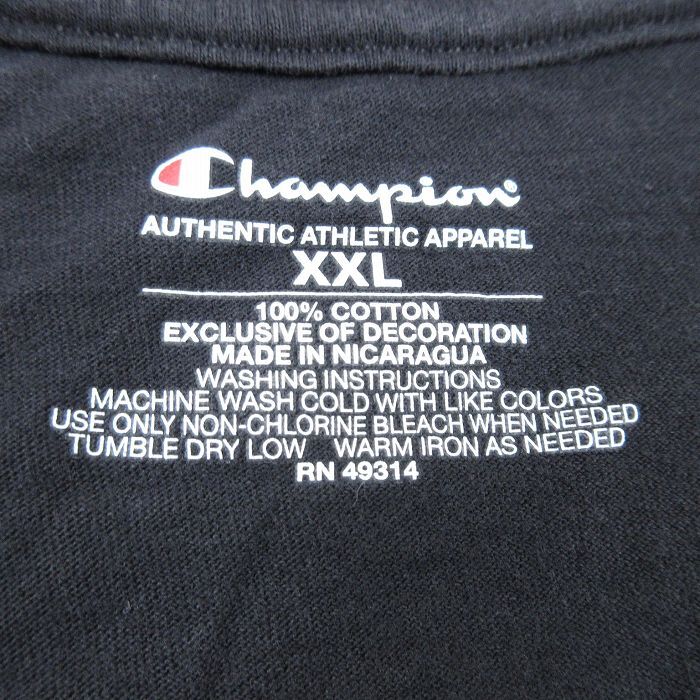 Champion®
AUTHENTIC ATHLETIC APPAREL
XXL
100% COTTON
EXCLUSIVE OF DECORATION
MADE IN NICARAGUA
WASHING INSTRUCTIONS
MACHINE WASH COLD WITH LIKE COLORS
USE ONLY NON-CHLORINE BLEACH WHEN NEEDED
TUMBLE DRY LOW WARM IRON AS NEEDED
RN 49314